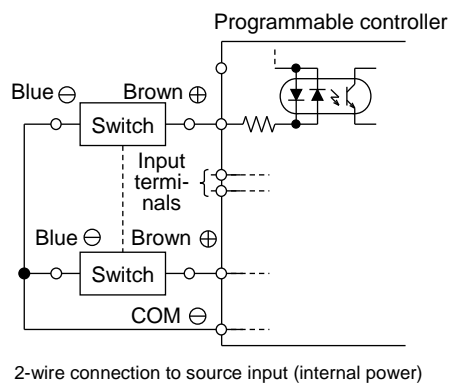 Programmable controller
Blue ⊖ Brown ⊕
Switch
Input
termi-
nals
Blue ⊖ Brown ⊕
Switch
COM ⊖
2-wire connection to source input (internal power)